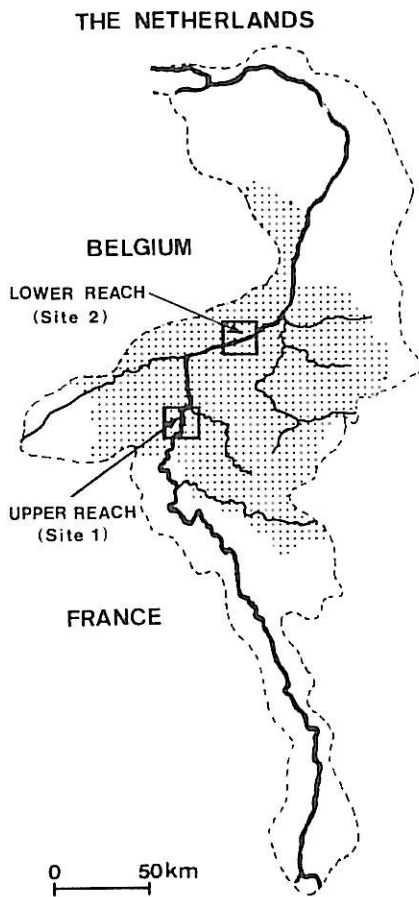 THE NETHERLANDS
BELGIUM
LOWER REACH
(Site 2)
UPPER REACH
(Site 1)
FRANCE
0 50km